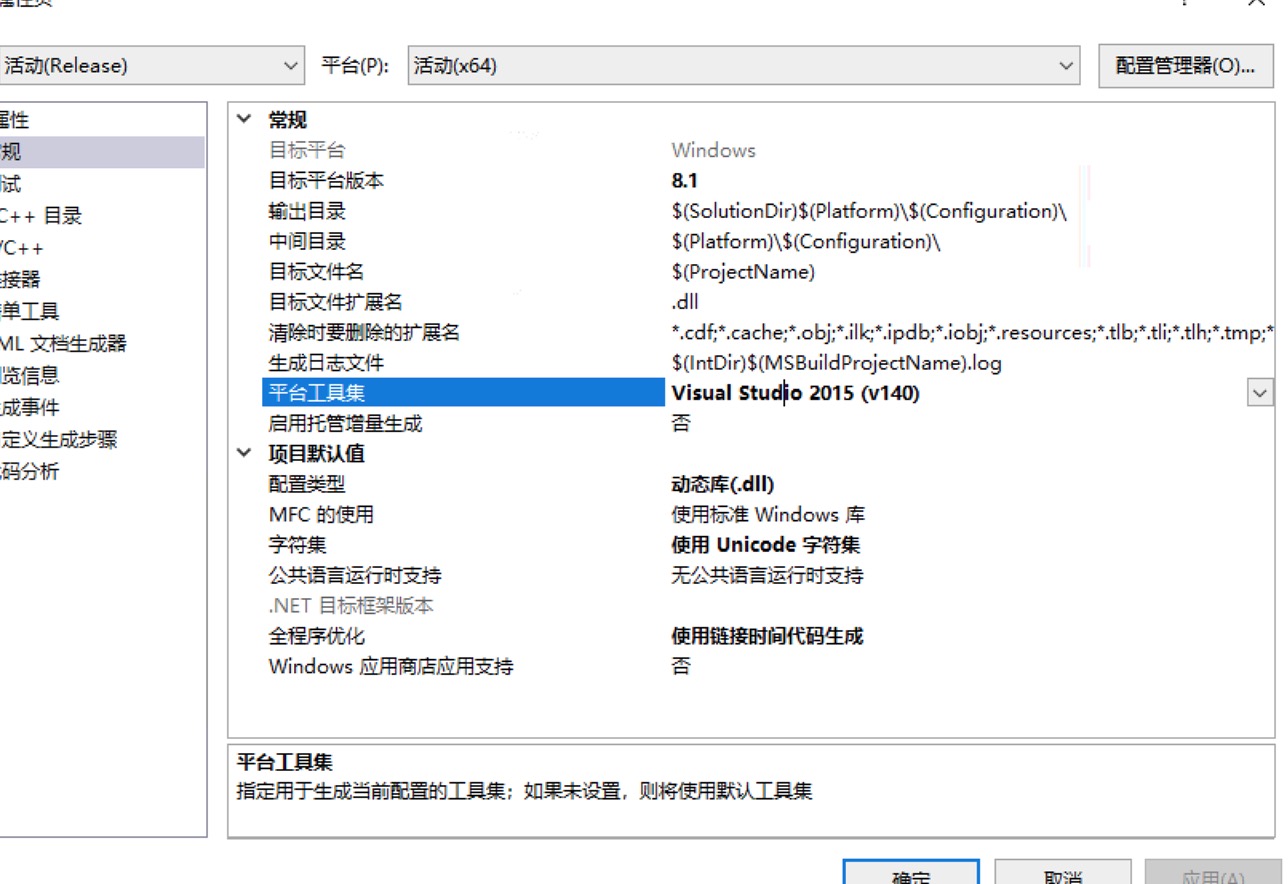 属性页
活动(Release) 平台(P): 活动(x64) 配置管理器(O)...
属性
规
试
C++ 目录
/C++
接器
单工具
ML 文档生成器
览信息
成事件
定义生成步骤
码分析
常规
目标平台 Windows
目标平台版本 8.1
输出目录 $(SolutionDir)$(Platform)\$(Configuration)\
中间目录 $(Platform)\$(Configuration)\
目标文件名 $(ProjectName)
目标文件扩展名 .dll
清除时要删除的扩展名 *.cdf;*.cache;*.obj;*.ilk;*.ipdb;*.iobj;*.resources;*.tlb;*.tli;*.tlh;*.tmp;*
生成日志文件 $(IntDir)$(MSBuildProjectName).log
平台工具集 Visual Studio 2015 (v140)
启用托管增量生成 否
项目默认值
配置类型 动态库(.dll)
MFC 的使用 使用标准 Windows 库
字符集 使用 Unicode 字符集
公共语言运行时支持 无公共语言运行时支持
.NET 目标框架版本
全程序优化 使用链接时间代码生成
Windows 应用商店应用支持 否
平台工具集
指定用于生成当前配置的工具集；如果未设置，则将使用默认工具集
确定 取消 应用(A)